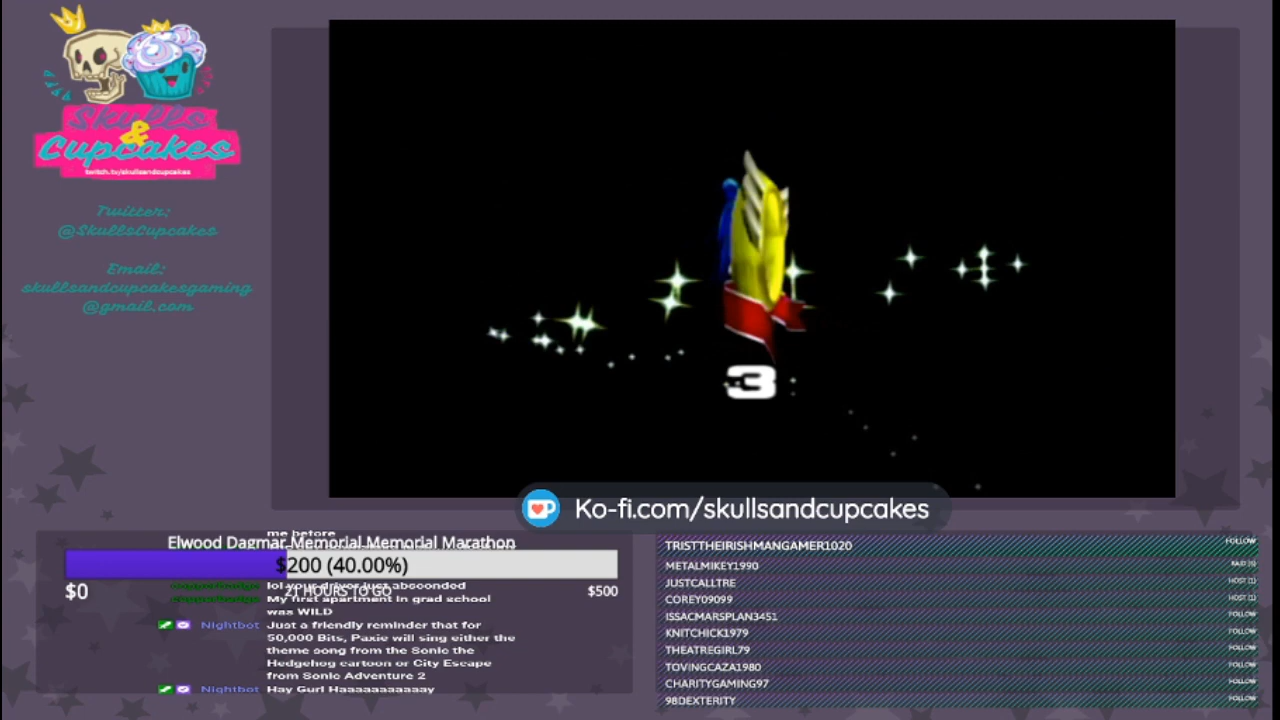 Skulls
&
Cupcakes
twitch.tv/skullsandcupcakes
Twitter:
@SkullsCupcakes
Email:
skullsandcupcakesgaming
@gmail.com
3
Ko-fi.com/skullsandcupcakes
me before
Elwood Dagmar Memorial Memorial Marathon
$200 (40.00%)
$0
$500
lol your driver just absconded
21 HOURS TO GO
My first apartment in grad school
was WILD
Nightbot Just a friendly reminder that for
50,000 Bits, Paxie will sing either the
theme song from the Sonic the
Hedgehog cartoon or City Escape
from Sonic Adventure 2
Nightbot Hay Gurl Haaaaaaaaaaay
TRISTTHEIRISHMANGAMER1020 FOLLOW
METALMIKEY1990 RAID
JUSTCALLTRE HOST [1]
COREY09099 HOST [1]
ISSACMARSPLAN3451 FOLLOW
KNITCHICK1979 FOLLOW
THEATREGIRL79 FOLLOW
TOVINGCAZA1980 FOLLOW
CHARITYGAMING97 FOLLOW
98DEXTERITY FOLLOW